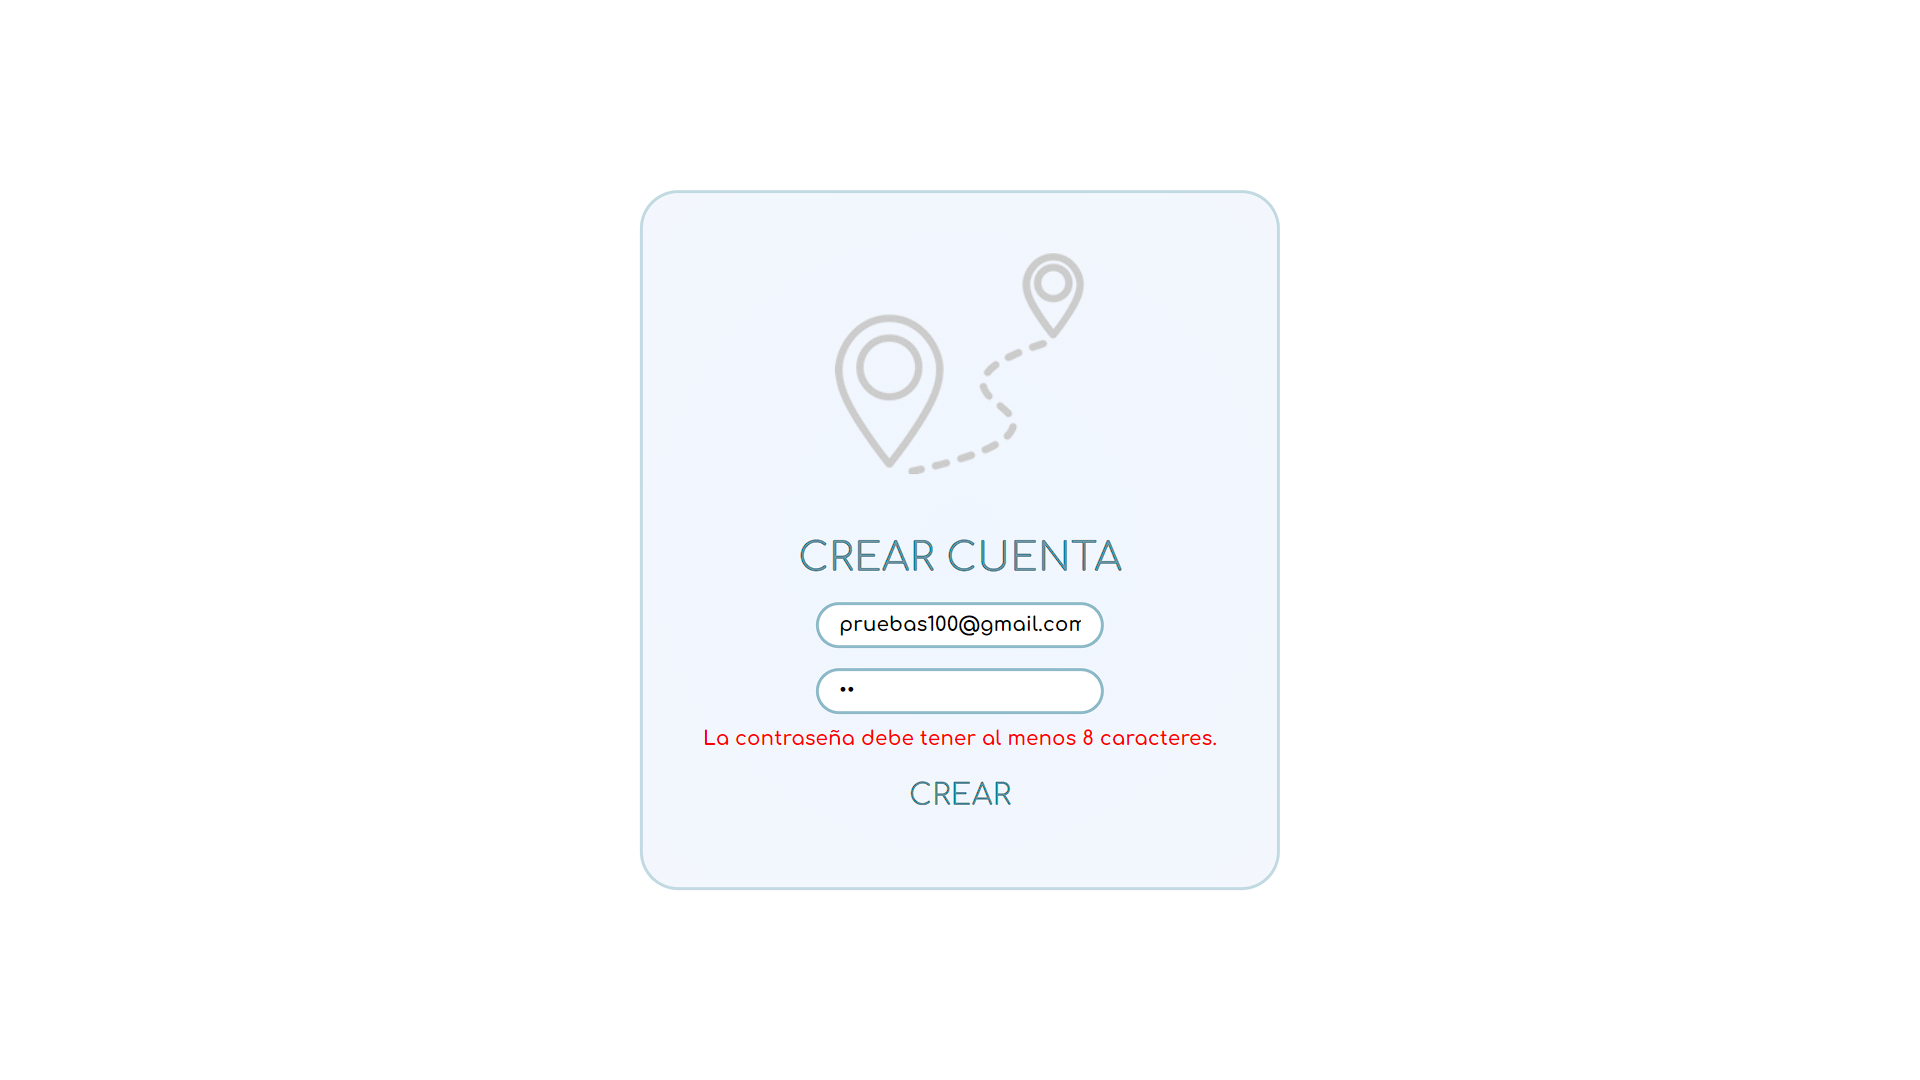 CREAR CUENTA
pruebas100@gmail.com
••
La contraseña debe tener al menos 8 caracteres.
CREAR